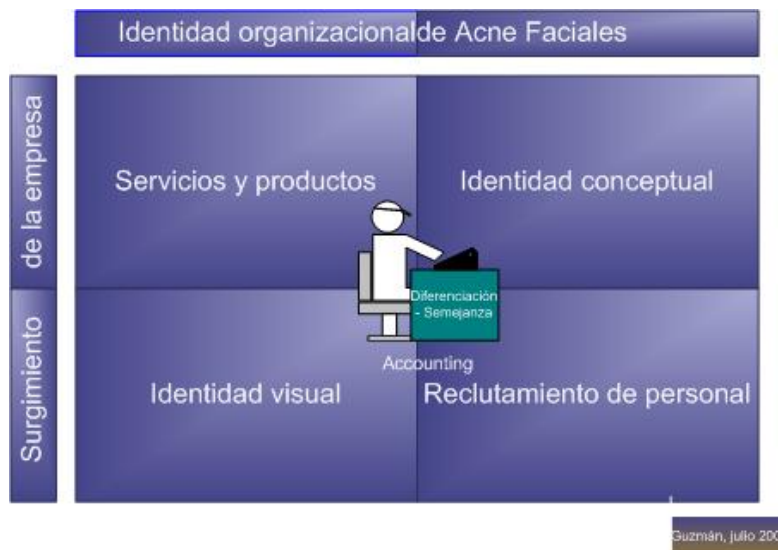 Identidad organizacionalde Acne Faciales
Surgimiento de la empresa
Servicios y productos
Identidad conceptual
Diferenciación
- Semejanza
Accounting
Identidad visual
Reclutamiento de personal
Guzmán, julio